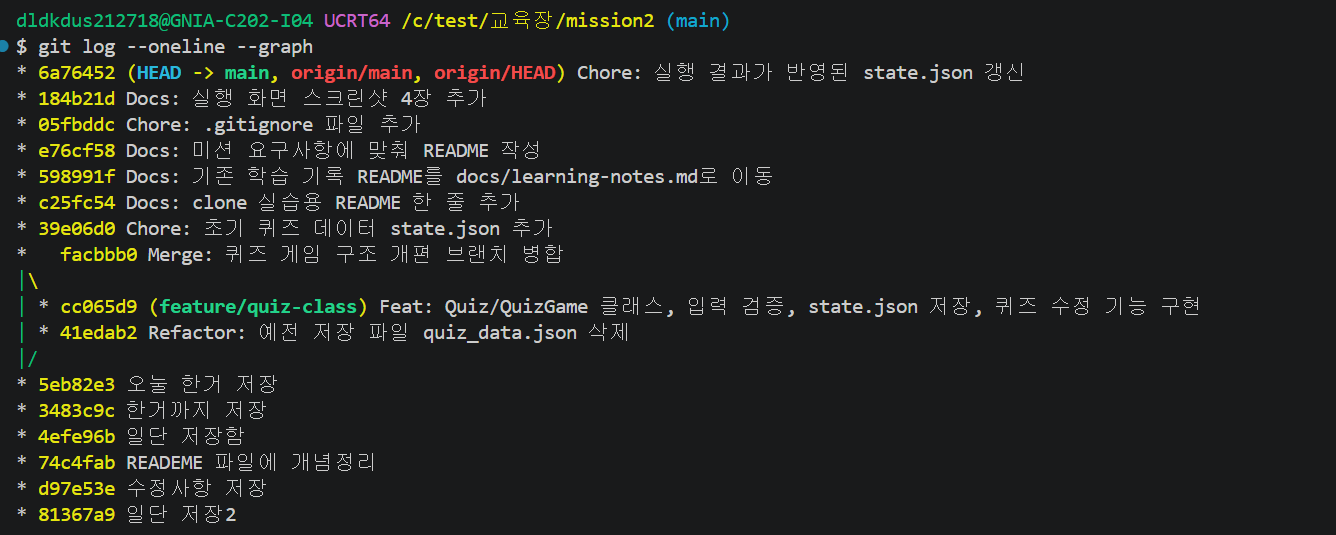 dldkdus212718@GNIA-C202-I04 UCRT64 /c/test/교육장/mission2 (main)
$ git log --oneline --graph
* 6a76452 (HEAD -> main, origin/main, origin/HEAD) Chore: 실행 결과가 반영된 state.json 갱신
* 184b21d Docs: 실행 화면 스크린샷 4장 추가
* 05fbddc Chore: .gitignore 파일 추가
* e76cf58 Docs: 미션 요구사항에 맞춰 README 작성
* 598991f Docs: 기존 학습 기록 README를 docs/learning-notes.md로 이동
* c25fc54 Docs: clone 실습용 README 한 줄 추가
* 39e06d0 Chore: 초기 퀴즈 데이터 state.json 추가
*   facbbb0 Merge: 퀴즈 게임 구조 개편 브랜치 병합
|\
| * cc065d9 (feature/quiz-class) Feat: Quiz/QuizGame 클래스, 입력 검증, state.json 저장, 퀴즈 수정 기능 구현
| * 41edab2 Refactor: 예전 저장 파일 quiz_data.json 삭제
|/
* 5eb82e3 오눌 한거 저장
* 3483c9c 한거까지 저장
* 4efe96b 일단 저장함
* 74c4fab READEME 파일에 개념정리
* d97e53e 수정사항 저장
* 81367a9 일단 저장2